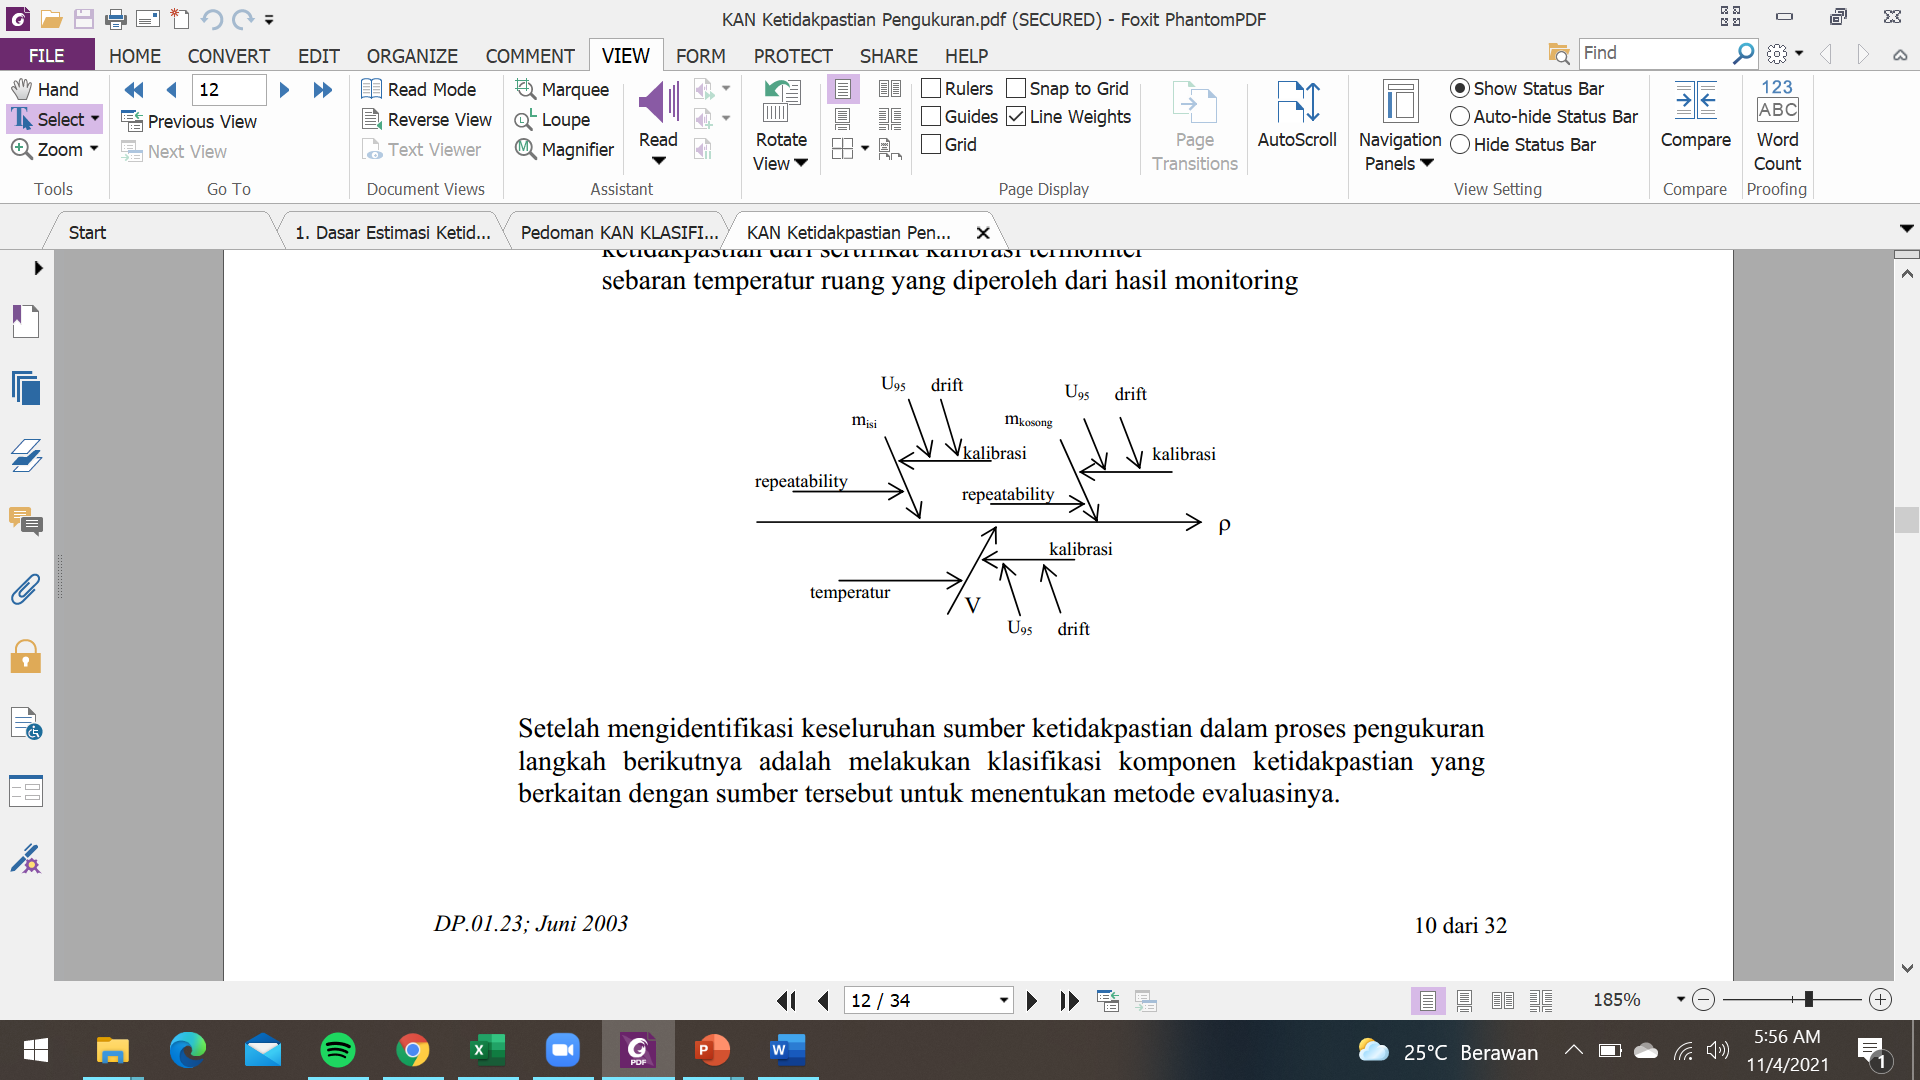 KAN Ketidakpastian Pengukuran.pdf (SECURED) - Foxit PhantomPDF
FILE HOME CONVERT EDIT ORGANIZE COMMENT VIEW FORM PROTECT SHARE HELP Find
Hand 12 Read Mode Marquee Rulers Snap to Grid Show Status Bar 123
Select Previous View Reverse View Loupe Read Rotate Guides Line Weights Page AutoScroll Navigation Auto-hide Status Bar Compare ABC Word
Zoom Next View Text Viewer Magnifier View Grid Transitions Panels Hide Status Bar Count
Tools Go To Document Views Assistant Page Display View Setting Compare Proofing
Start 1. Dasar Estimasi Ketid... Pedoman KAN KLASIFI... KAN Ketidakpastian Pen...
ketidakpastian dari sertifikat kalibrasi termometer
sebaran temperatur ruang yang diperoleh dari hasil monitoring
U95 drift U95 drift
misi mkosong
kalibrasi kalibrasi
repeatability repeatability
ρ
kalibrasi
temperatur V
U95 drift
Setelah mengidentifikasi keseluruhan sumber ketidakpastian dalam proses pengukuran
langkah berikutnya adalah melakukan klasifikasi komponen ketidakpastian yang
berkaitan dengan sumber tersebut untuk menentukan metode evaluasinya.
DP.01.23; Juni 2003 10 dari 32
12 / 34 185%
PDF P W 25°C Berawan 5:56 AM
11/4/2021 1